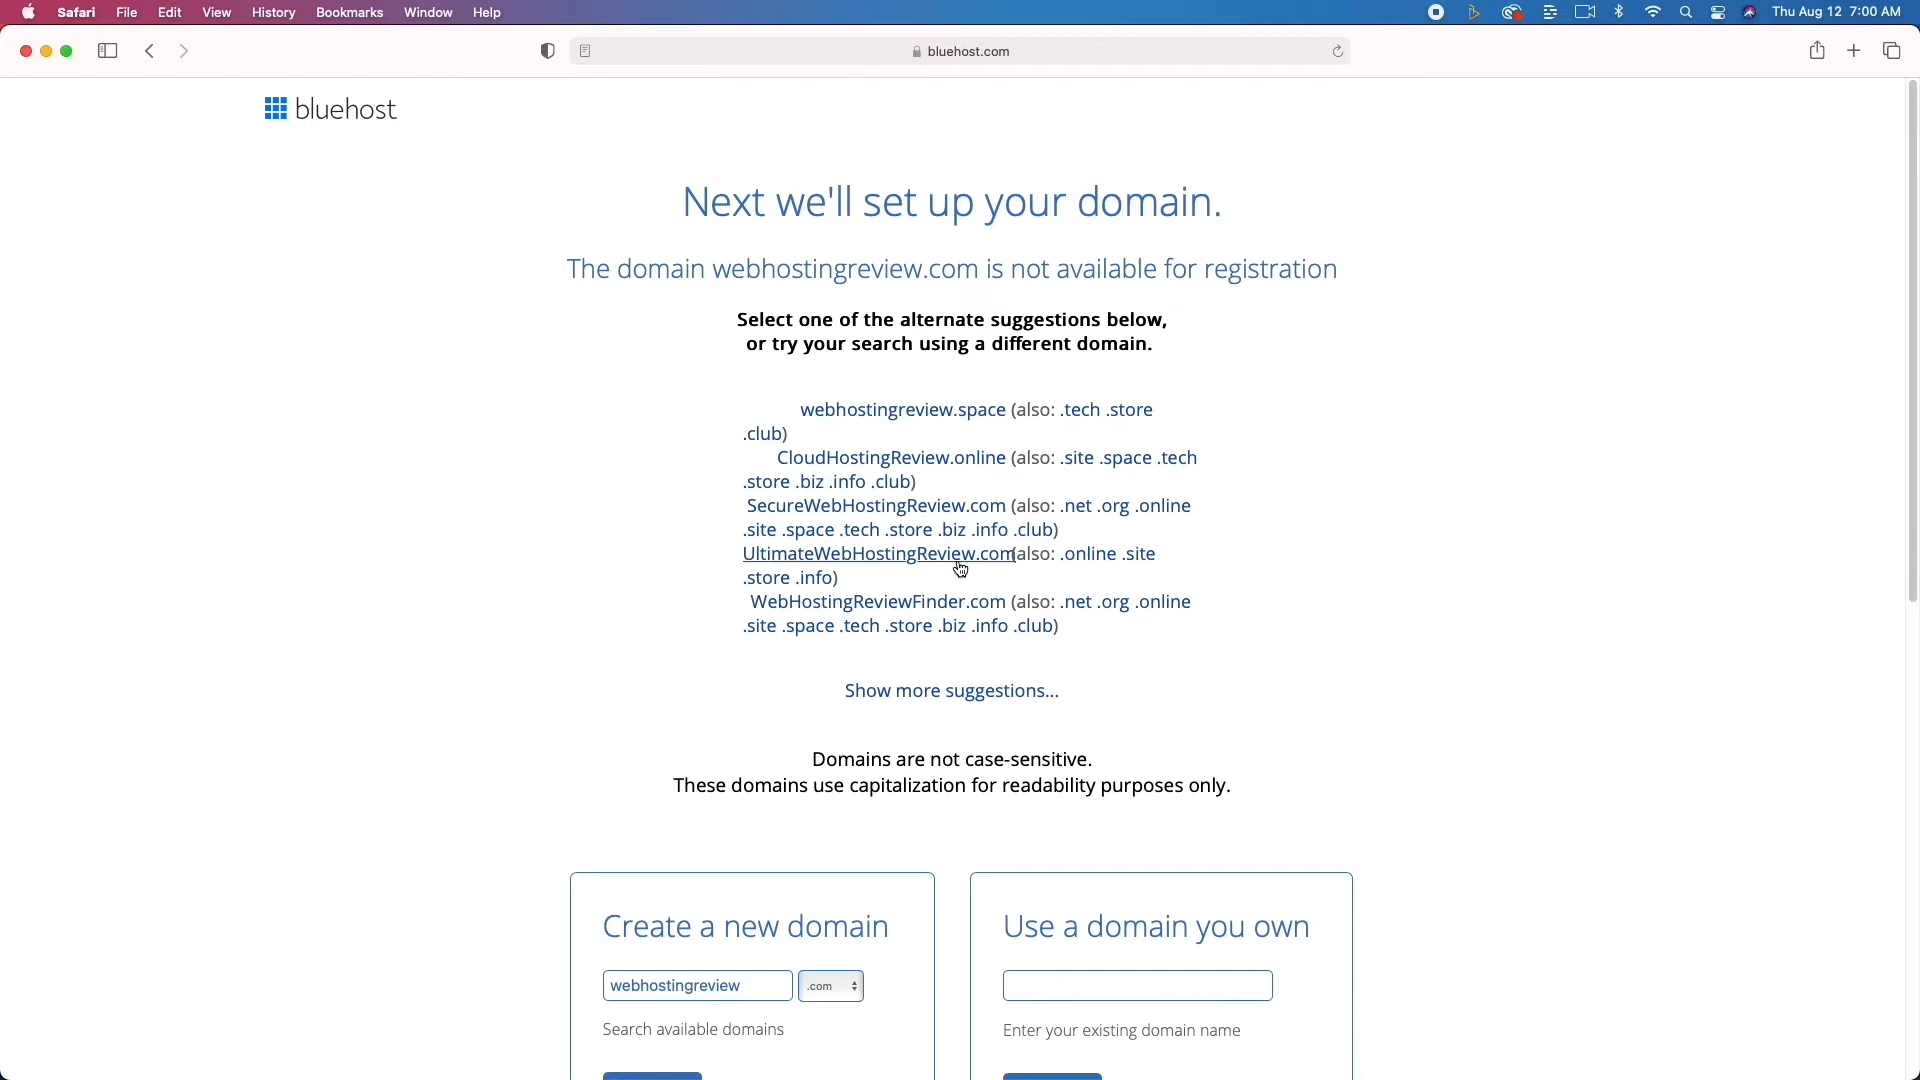 Safari File Edit View History Bookmarks Window Help Thu Aug 12 7:00 AM
bluehost.com
bluehost
Next we'll set up your domain.
The domain webhostingreview.com is not available for registration
Select one of the alternate suggestions below,
or try your search using a different domain.
webhostingreview.space (also: .tech .store
.club)
CloudHostingReview.online (also: .site .space .tech
.store .biz .info .club)
SecureWebHostingReview.com (also: .net .org .online
.site .space .tech .store .biz .info .club)
UltimateWebHostingReview.com (also: .online .site
.store .info)
WebHostingReviewFinder.com (also: .net .org .online
.site .space .tech .store .biz .info .club)
Show more suggestions...
Domains are not case-sensitive.
These domains use capitalization for readability purposes only.
Create a new domain
webhostingreview .com
Search available domains
Use a domain you own
Enter your existing domain name